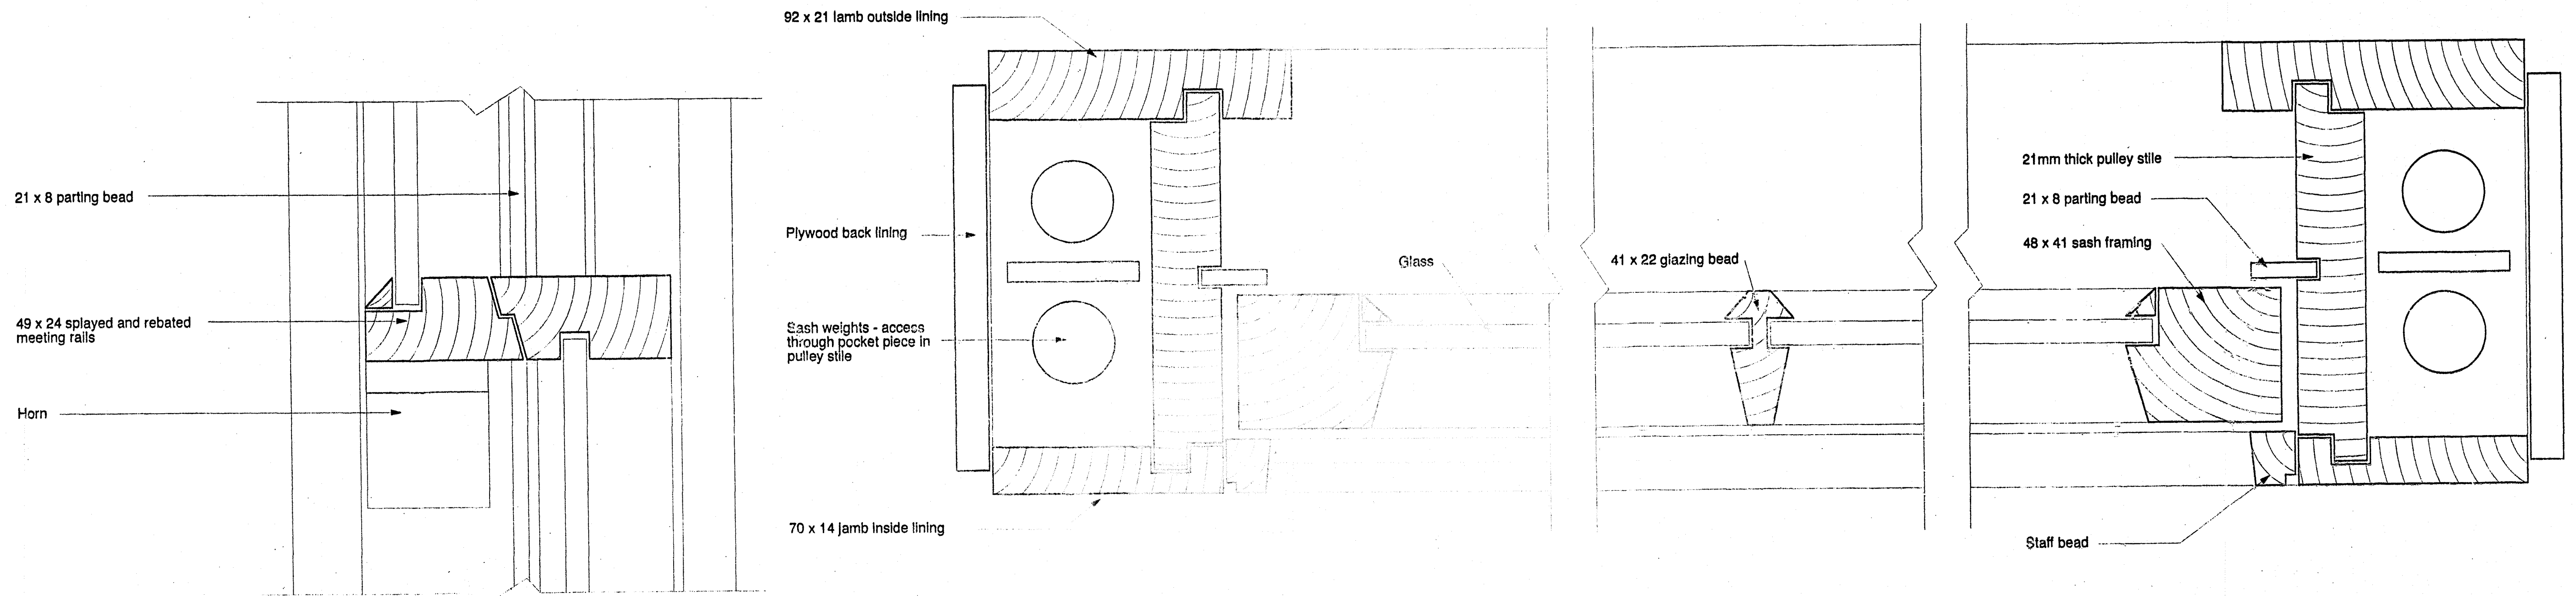 92 x 21 lamb outside lining
21 x 8 parting bead
49 x 24 splayed and rebated
meeting rails
Horn
Plywood back lining
Sash weights - access
through pocket piece in
pulley stile
70 x 14 jamb inside lining
Glass
41 x 22 glazing bead
21mm thick pulley stile
21 x 8 parting bead
48 x 41 sash framing
Staff bead